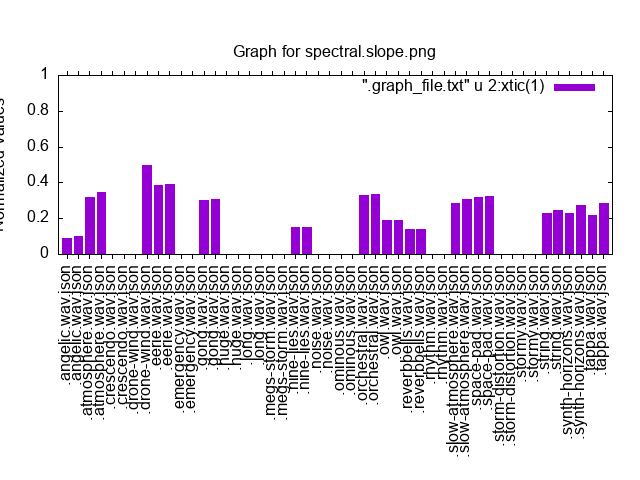 Graph for spectral.slope.png
".graph_file.txt" u 2:xtic(1)
Normalized Values
1
0.8
0.6
0.4
0.2
0
.angelic.wav.json
.angelic.wav.json
.atmosphere.wav.json
.atmosphere.wav.json
.crescendo.wav.json
.crescendo.wav.json
.drone-wind.wav.json
.drone-wind.wav.json
.eerie.wav.json
.eerie.wav.json
.emergency.wav.json
.emergency.wav.json
.gong.wav.json
.gong.wav.json
.huge.wav.json
.huge.wav.json
.jong.wav.json
.jong.wav.json
.megs-storm.wav.json
.megs-storm.wav.json
.nine-lies.wav.json
.nine-lies.wav.json
.noise.wav.json
.noise.wav.json
.ominous.wav.json
.ominous.wav.json
.orchestral.wav.json
.orchestral.wav.json
.owl.wav.json
.owl.wav.json
.reverbells.wav.json
.reverbells.wav.json
.rhythm.wav.json
.rhythm.wav.json
.slow-atmosphere.wav.json
.slow-atmosphere.wav.json
.space-pad.wav.json
.space-pad.wav.json
.storm-distortion.wav.json
.storm-distortion.wav.json
.stormy.wav.json
.stormy.wav.json
.string.wav.json
.string.wav.json
.synth-horizons.wav.json
.synth-horizons.wav.json
.tappa.wav.json
.tappa.wav.json